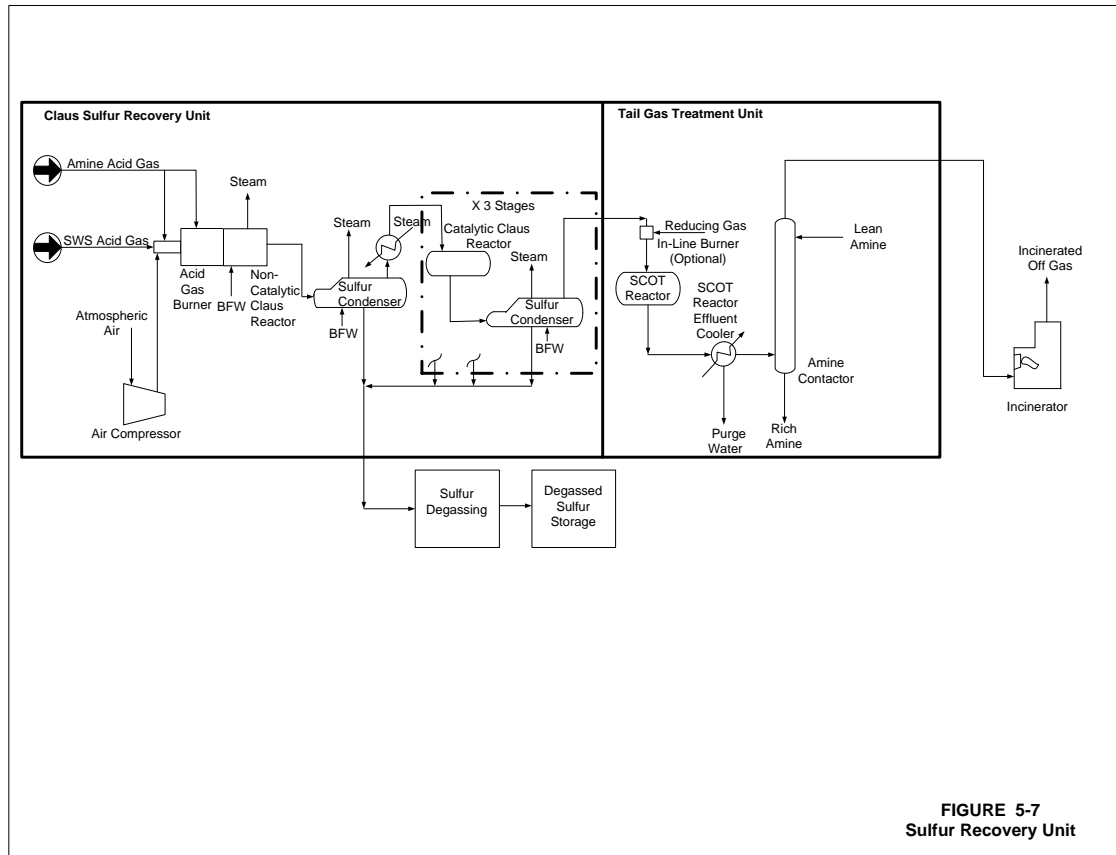 Claus Sulfur Recovery Unit
Tail Gas Treatment Unit
Amine Acid Gas
SWS Acid Gas
Steam
Acid
Gas
Burner
BFW
Non-
Catalytic
Claus
Reactor
Atmospheric
Air
Air Compressor
Steam
Steam
Sulfur
Condenser
BFW
X 3 Stages
Catalytic Claus
Reactor
Steam
Sulfur
Condenser
BFW
Reducing Gas
In-Line Burner
(Optional)
SCOT
Reactor
SCOT
Reactor
Effluent
Cooler
Purge
Water
Lean
Amine
Amine
Contactor
Rich
Amine
Incinerated
Off Gas
Incinerator
Sulfur
Degassing
Degassed
Sulfur
Storage
FIGURE 5-7
Sulfur Recovery Unit